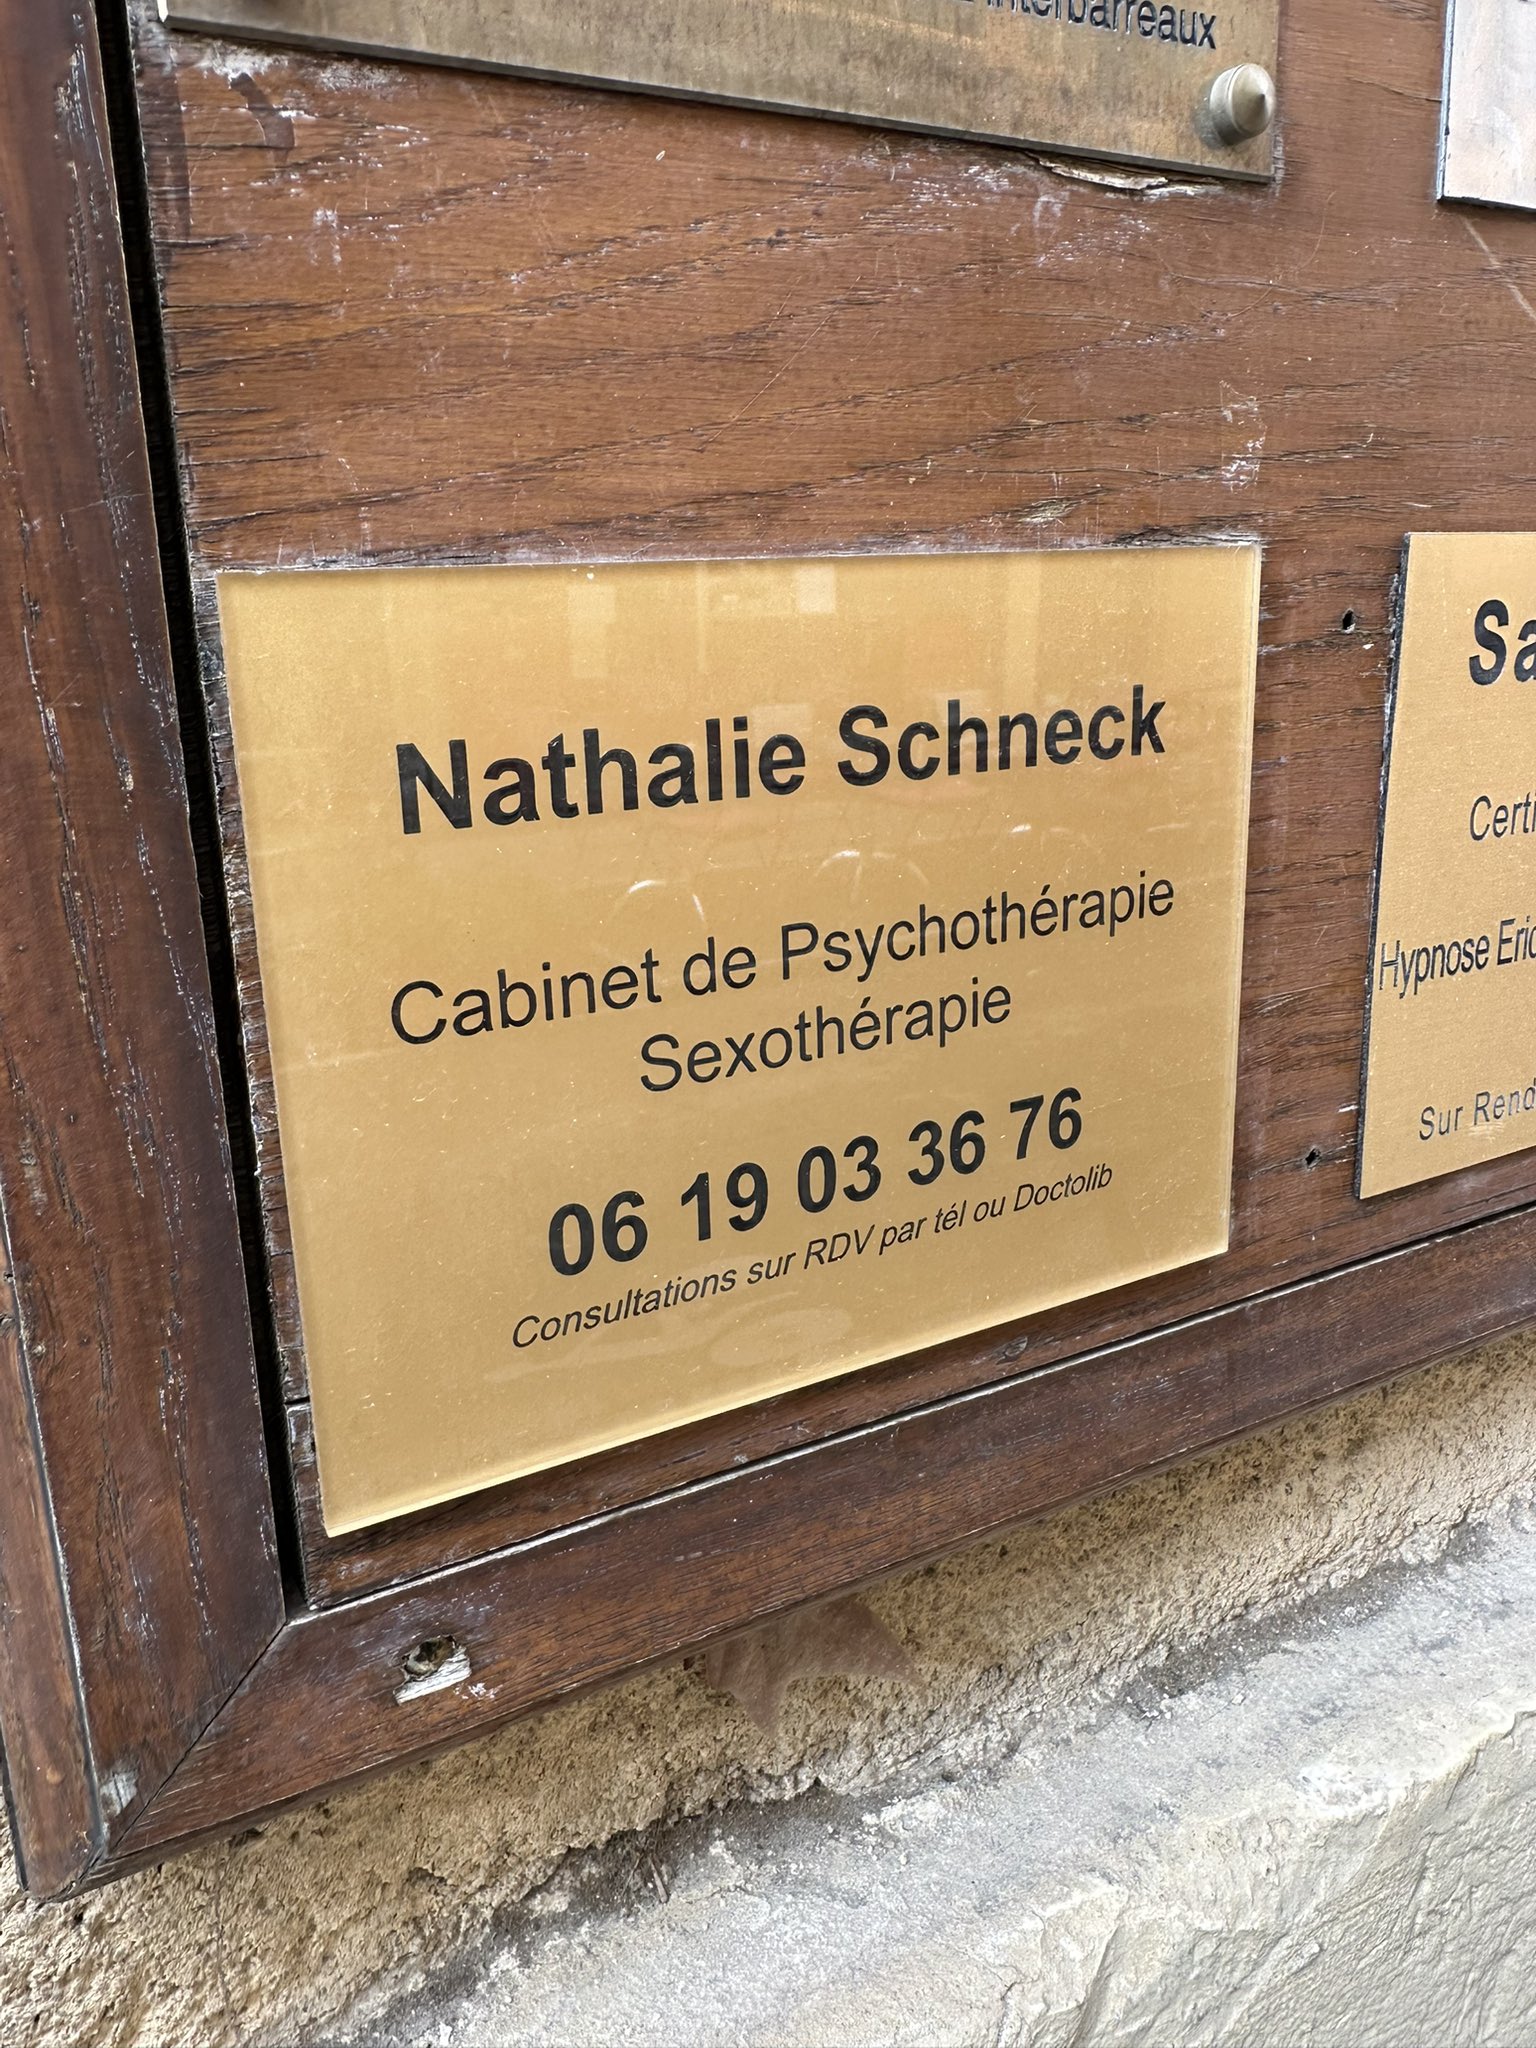 interbarreaux
Nathalie Schneck
Cabinet de Psychothérapie
Sexothérapie
06 19 03 36 76
Consultations sur RDV par tél ou Doctolib
Sa
Certi
Hypnose Eric
Sur Rend